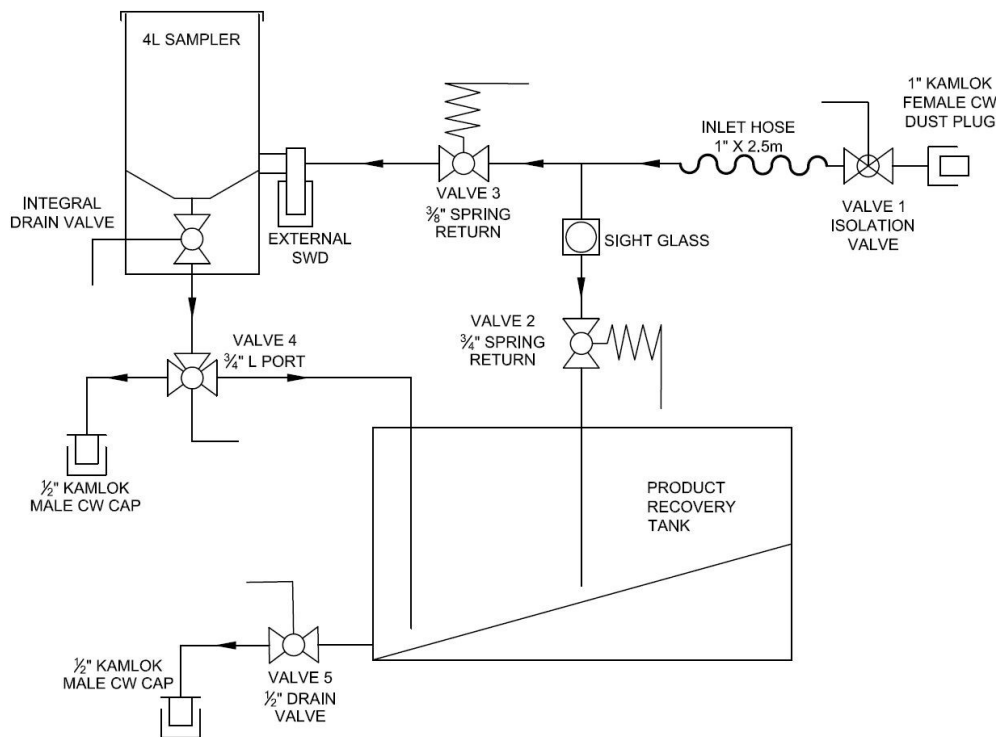 4L SAMPLER
1" KAMLOK
FEMALE CW
DUST PLUG
INLET HOSE
1" X 2.5m
VALVE 3
⅜" SPRING
RETURN
VALVE 1
ISOLATION
VALVE
INTEGRAL
DRAIN VALVE
EXTERNAL
SWD
SIGHT GLASS
VALVE 2
¾" SPRING
RETURN
VALVE 4
¾" L PORT
½" KAMLOK
MALE CW CAP
PRODUCT
RECOVERY
TANK
½" KAMLOK
MALE CW CAP
VALVE 5
½" DRAIN
VALVE